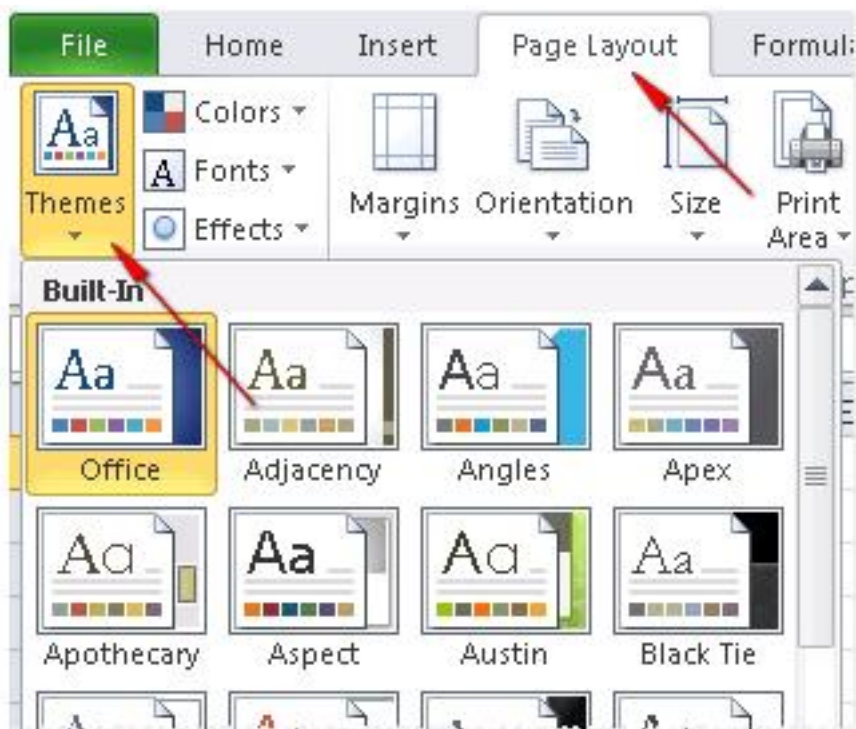 File Home Insert Page Layout Formul
Aa Colors
A Fonts
Themes Margins Orientation Size Print
Effects Area
Built-In
Aa Aa Aa Aa
Office Adjacency Angles Apex
Aa Aa Aa Aa
Apothecary Aspect Austin Black Tie